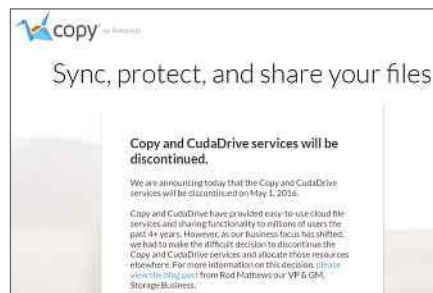 copy by Barracuda
Sync, protect, and share your files
Copy and CudaDrive services will be
discontinued.
We are announcing today that the Copy and CudaDrive
services will be discontinued on May 1, 2016.
Copy and CudaDrive have provided easy-to-use cloud file
services and sharing functionality to millions of users the
past 4+ years. However, as our business focus has shifted,
we had to make the difficult decision to discontinue the
Copy and CudaDrive services and allocate those resources
elsewhere. For more information on this decision, please
view the blog post from Rod Mathews our VP & GM,
Storage Business.